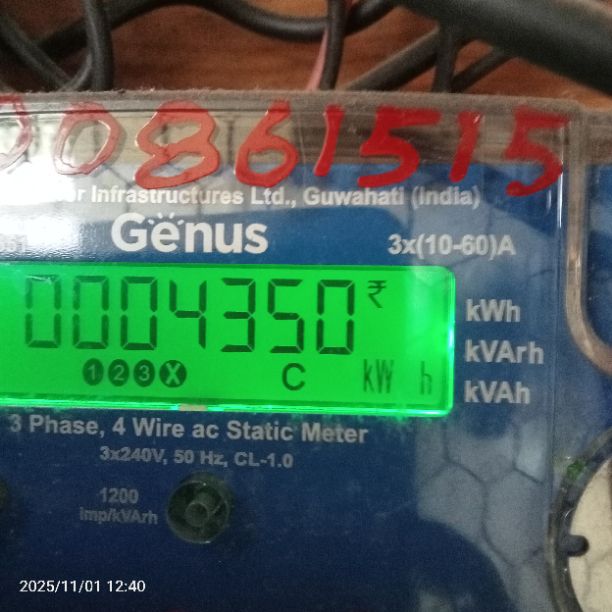 00861515
er Infrastructures Ltd., Guwahati (India)
Genus
3x(10-60)A
0004350 ₹
kWh
kVArh
kVAh
1 2 3 X C kW h
3 Phase, 4 Wire ac Static Meter
3x240V, 50 Hz, CL-1.0
1200
imp/kVArh
2025/11/01 12:40